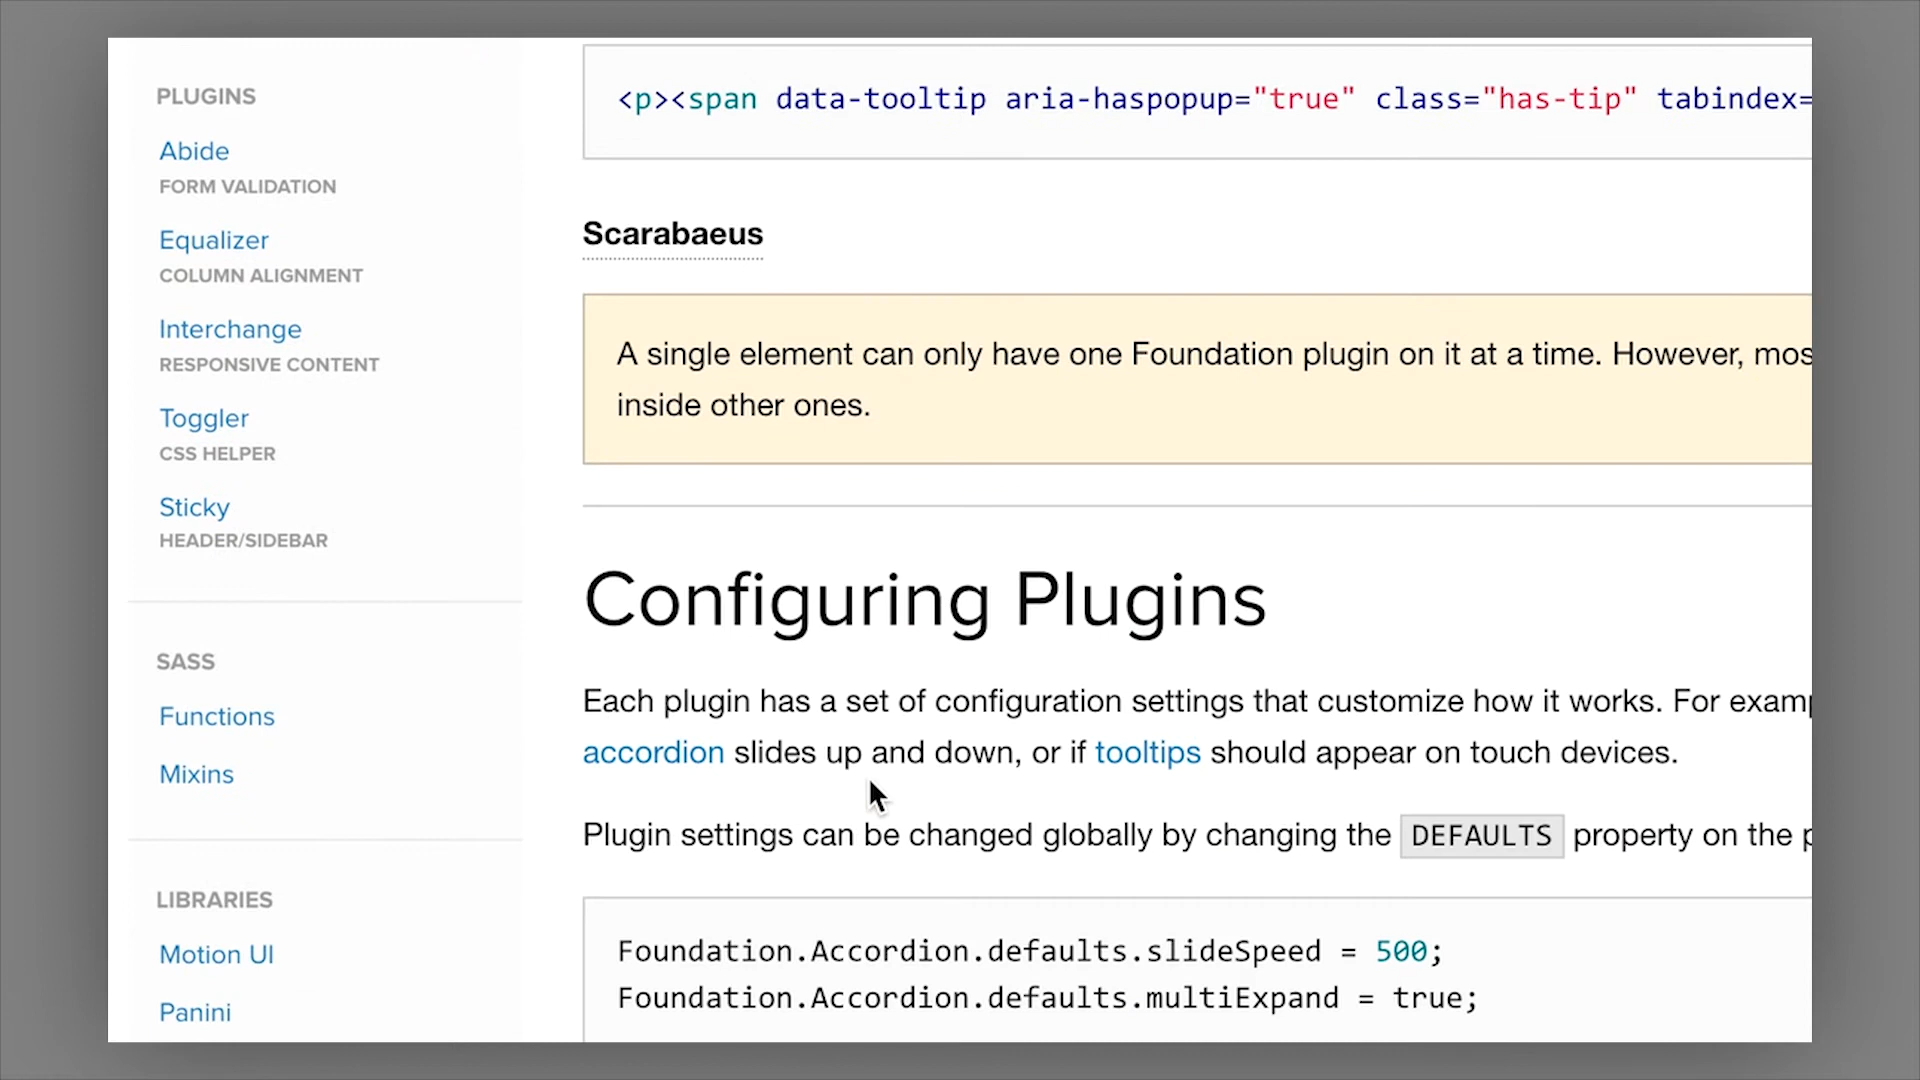 PLUGINS
Abide
FORM VALIDATION
Equalizer
COLUMN ALIGNMENT
Interchange
RESPONSIVE CONTENT
Toggler
CSS HELPER
Sticky
HEADER/SIDEBAR
SASS
Functions
Mixins
LIBRARIES
Motion UI
Panini
<p><span data-tooltip aria-haspopup="true" class="has-tip" tabindex=
Scarabaeus
A single element can only have one Foundation plugin on it at a time. However, mos
inside other ones.
Configuring Plugins
Each plugin has a set of configuration settings that customize how it works. For examp
accordion slides up and down, or if tooltips should appear on touch devices.
Plugin settings can be changed globally by changing the DEFAULTS property on the p
Foundation.Accordion.defaults.slideSpeed = 500;
Foundation.Accordion.defaults.multiExpand = true;